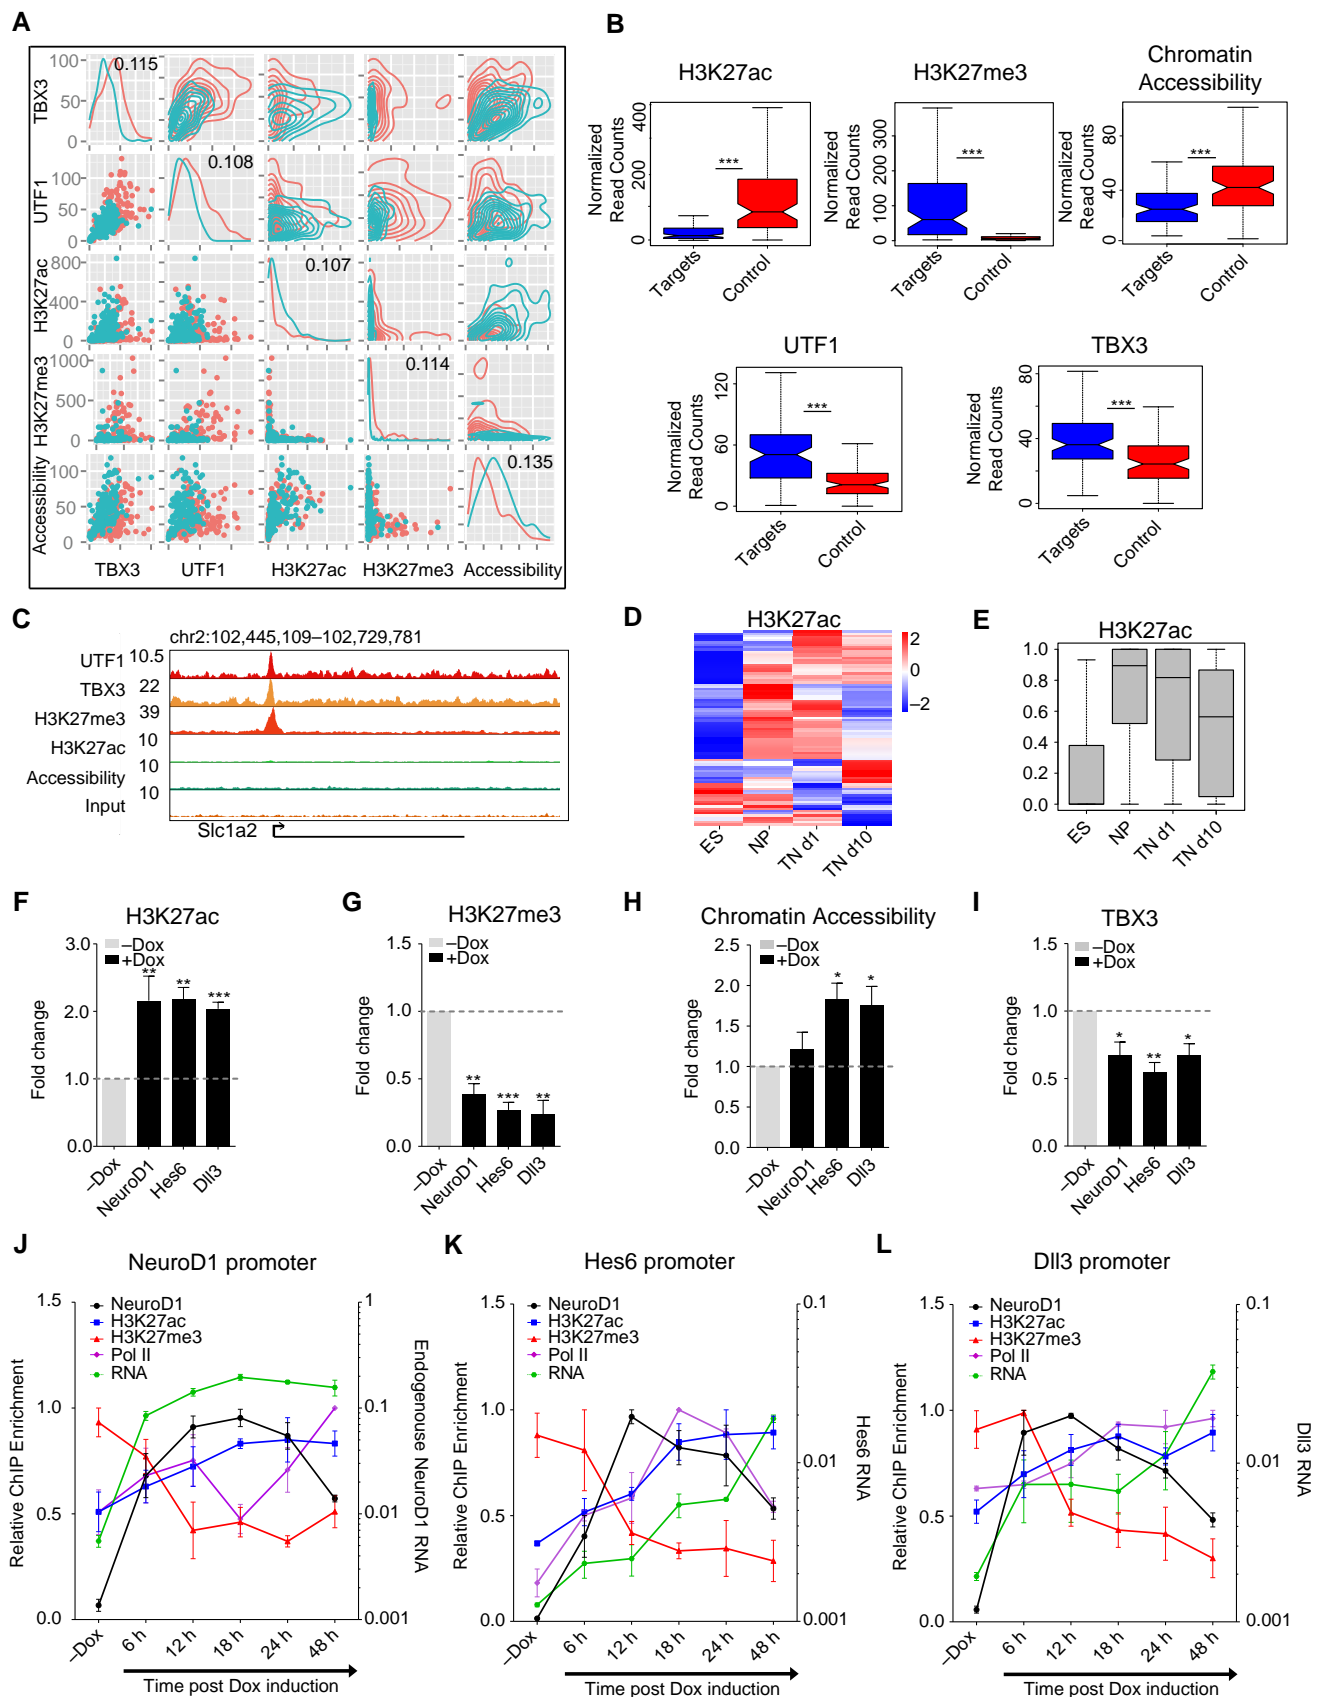 A
TBX3
100
50
0
0.115
UTF1
100
50
0
0.108
H3K27ac
800
400
0
0.107
H3K27me3
1000
500
0
0.114
Accessibility
100
50
0
0.135
TBX3 UTF1 H3K27ac H3K27me3 Accessibility
B
H3K27ac
Normalized
Read Counts
400
200
0
***
Targets
Control
H3K27me3
Normalized
Read Counts
300
200
100
0
***
Targets
Control
Chromatin
Accessibility
Normalized
Read Counts
80
40
0
***
Targets
Control
UTF1
Normalized
Read Counts
120
60
0
***
Targets
Control
TBX3
Normalized
Read Counts
80
40
0
***
Targets
Control
C
chr2:102,445,109–102,729,781
UTF1 10.5
TBX3 22
H3K27me3 39
H3K27ac 10
Accessibility 10
Input 10
Slc1a2
D
H3K27ac
2
0
–2
ES
NP
TN d1
TN d10
E
H3K27ac
1.0
0.8
0.6
0.4
0.2
0.0
ES
NP
TN d1
TN d10
F
H3K27ac
Fold change
3.0
2.0
1.0
0.0
–Dox
+Dox
** ** ***
–Dox
NeuroD1
Hes6
Dll3
G
H3K27me3
Fold change
1.5
1.0
0.5
0.0
–Dox
+Dox
** *** **
–Dox
NeuroD1
Hes6
Dll3
H
Chromatin Accessibility
Fold change
2.5
2.0
1.5
1.0
0.5
0.0
–Dox
+Dox
* *
–Dox
NeuroD1
Hes6
Dll3
I
TBX3
Fold change
1.5
1.0
0.5
0.0
–Dox
+Dox
* ** *
–Dox
NeuroD1
Hes6
Dll3
J
NeuroD1 promoter
Relative ChIP Enrichment
1.5
1.0
0.5
0.0
NeuroD1
H3K27ac
H3K27me3
Pol II
RNA
1
0.1
0.01
0.001
Endogenouse NeuroD1 RNA
–Dox
6 h
12 h
18 h
24 h
48 h
Time post Dox induction
K
Hes6 promoter
Relative ChIP Enrichment
1.5
1.0
0.5
0.0
NeuroD1
H3K27ac
H3K27me3
Pol II
RNA
0.1
0.01
0.001
Hes6 RNA
–Dox
6 h
12 h
18 h
24 h
48 h
Time post Dox induction
L
Dll3 promoter
Relative ChIP Enrichment
1.5
1.0
0.5
0.0
NeuroD1
H3K27ac
H3K27me3
Pol II
RNA
0.1
0.01
0.001
Dll3 RNA
–Dox
6 h
12 h
18 h
24 h
48 h
Time post Dox induction